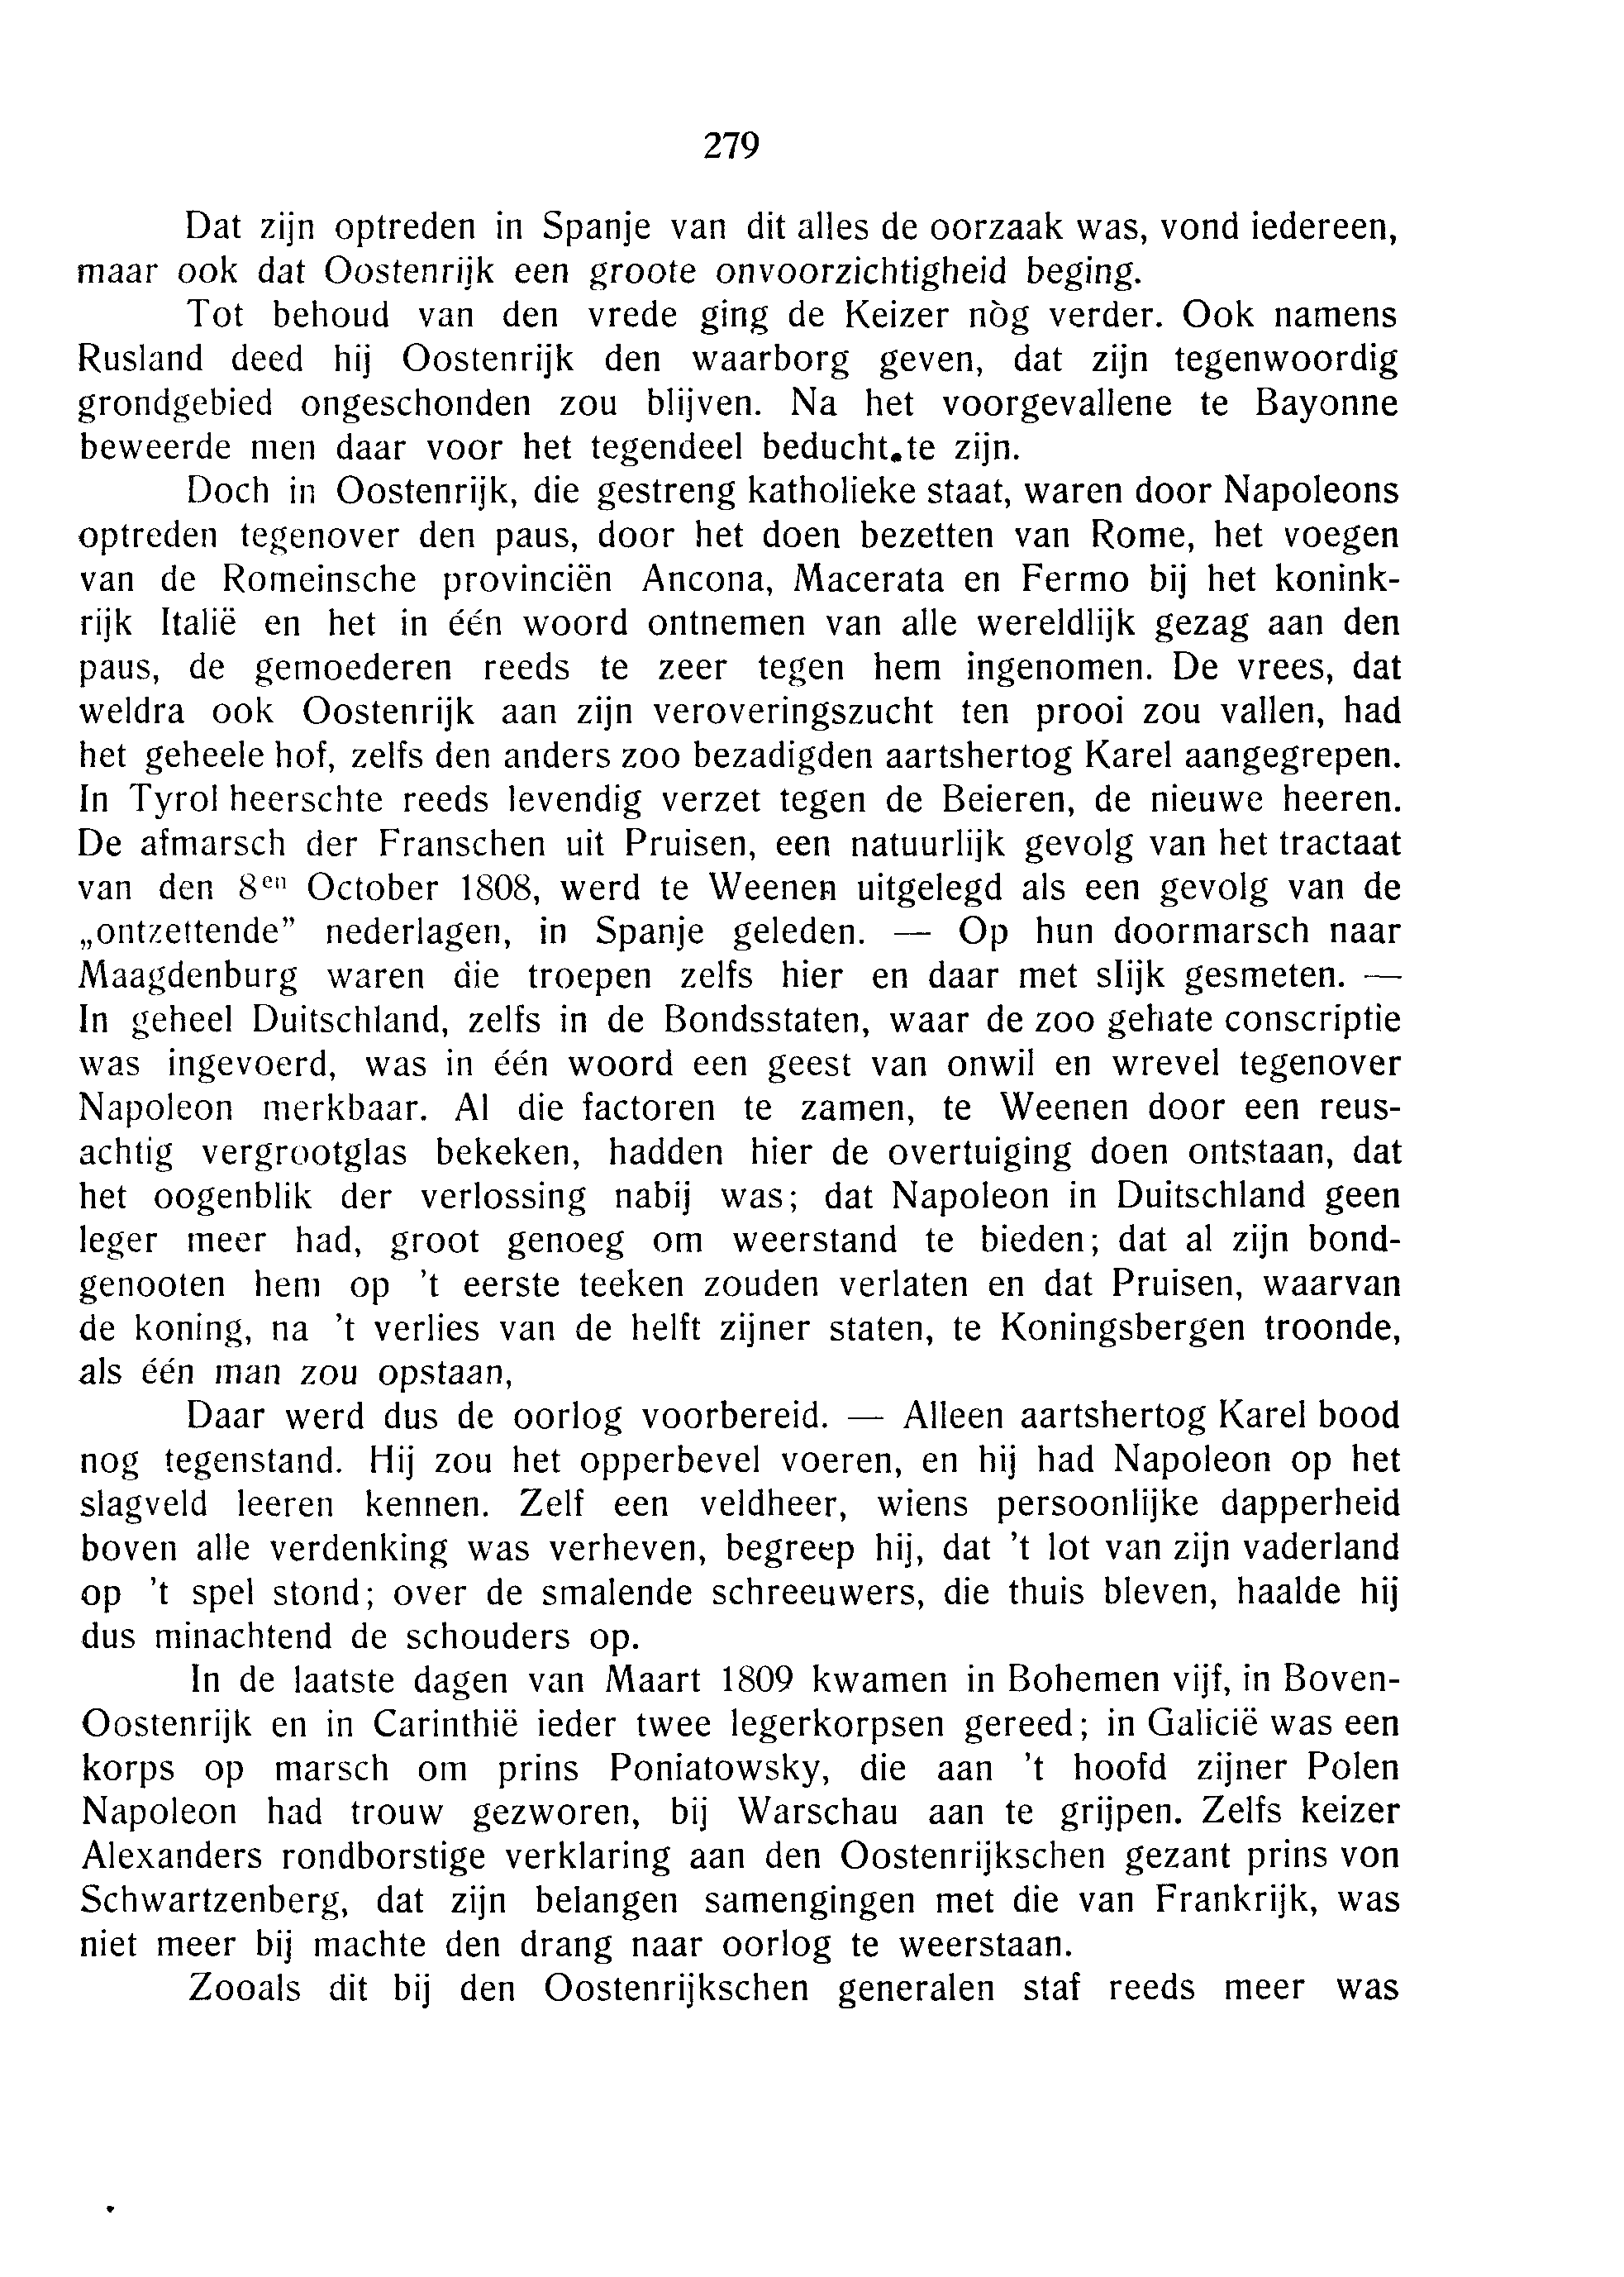 279
Dat zijn optreden in Spanje van dit alles de oorzaak was, vond iedereen,
maar ook dat Oostenrijk een groote onvoorzichtigheid beging.
Tot behoud van den vrede ging de Keizer nòg verder. Ook namens
Rusland deed hij Oostenrijk den waarborg geven, dat zijn tegenwoordig
grondgebied ongeschonden zou blijven. Na het voorgevallene te Bayonne
beweerde men daar voor het tegendeel beducht te zijn.
Doch in Oostenrijk, die gestreng katholieke staat, waren door Napoleons
optreden tegenover den paus, door het doen bezetten van Rome, het voegen
van de Romeinsche provinciën Ancona, Macerata en Fermo bij het konink-
rijk Italië en het in één woord ontnemen van alle wereldlijk gezag aan den
paus, de gemoederen reeds te zeer tegen hem ingenomen. De vrees, dat
weldra ook Oostenrijk aan zijn veroveringszucht ten prooi zou vallen, had
het geheele hof, zelfs den anders zoo bezadigden aartshertog Karel aangegrepen.
In Tyrol heerschte reeds levendig verzet tegen de Beieren, de nieuwe heeren.
De afmarsch der Franschen uit Pruisen, een natuurlijk gevolg van het tractaat
van den 8en October 1808, werd te Weenen uitgelegd als een gevolg van de
„ontzettende” nederlagen, in Spanje geleden. — Op hun doormarsch naar
Maagdenburg waren die troepen zelfs hier en daar met slijk gesmeten. —
In geheel Duitschland, zelfs in de Bondsstaten, waar de zoo gehate conscriptie
was ingevoerd, was in één woord een geest van onwil en wrevel tegenover
Napoleon merkbaar. Al die factoren te zamen, te Weenen door een reus-
achtig vergrootglas bekeken, hadden hier de overtuiging doen ontstaan, dat
het oogenblik der verlossing nabij was; dat Napoleon in Duitschland geen
leger meer had, groot genoeg om weerstand te bieden; dat al zijn bond-
genooten hem op ’t eerste teeken zouden verlaten en dat Pruisen, waarvan
de koning, na ’t verlies van de helft zijner staten, te Koningsbergen troonde,
als één man zou opstaan,
Daar werd dus de oorlog voorbereid. — Alleen aartshertog Karel bood
nog tegenstand. Hij zou het opperbevel voeren, en hij had Napoleon op het
slagveld leeren kennen. Zelf een veldheer, wiens persoonlijke dapperheid
boven alle verdenking was verheven, begreep hij, dat ’t lot van zijn vaderland
op ’t spel stond; over de smalende schreeuwers, die thuis bleven, haalde hij
dus minachtend de schouders op.
In de laatste dagen van Maart 1809 kwamen in Bohemen vijf, in Boven-
Oostenrijk en in Carinthië ieder twee legerkorpsen gereed; in Galicië was een
korps op marsch om prins Poniatowsky, die aan ’t hoofd zijner Polen
Napoleon had trouw gezworen, bij Warschau aan te grijpen. Zelfs keizer
Alexanders rondborstige verklaring aan den Oostenrijkschen gezant prins von
Schwartzenberg, dat zijn belangen samengingen met die van Frankrijk, was
niet meer bij machte den drang naar oorlog te weerstaan.
Zooals dit bij den Oostenrijkschen generalen staf reeds meer was